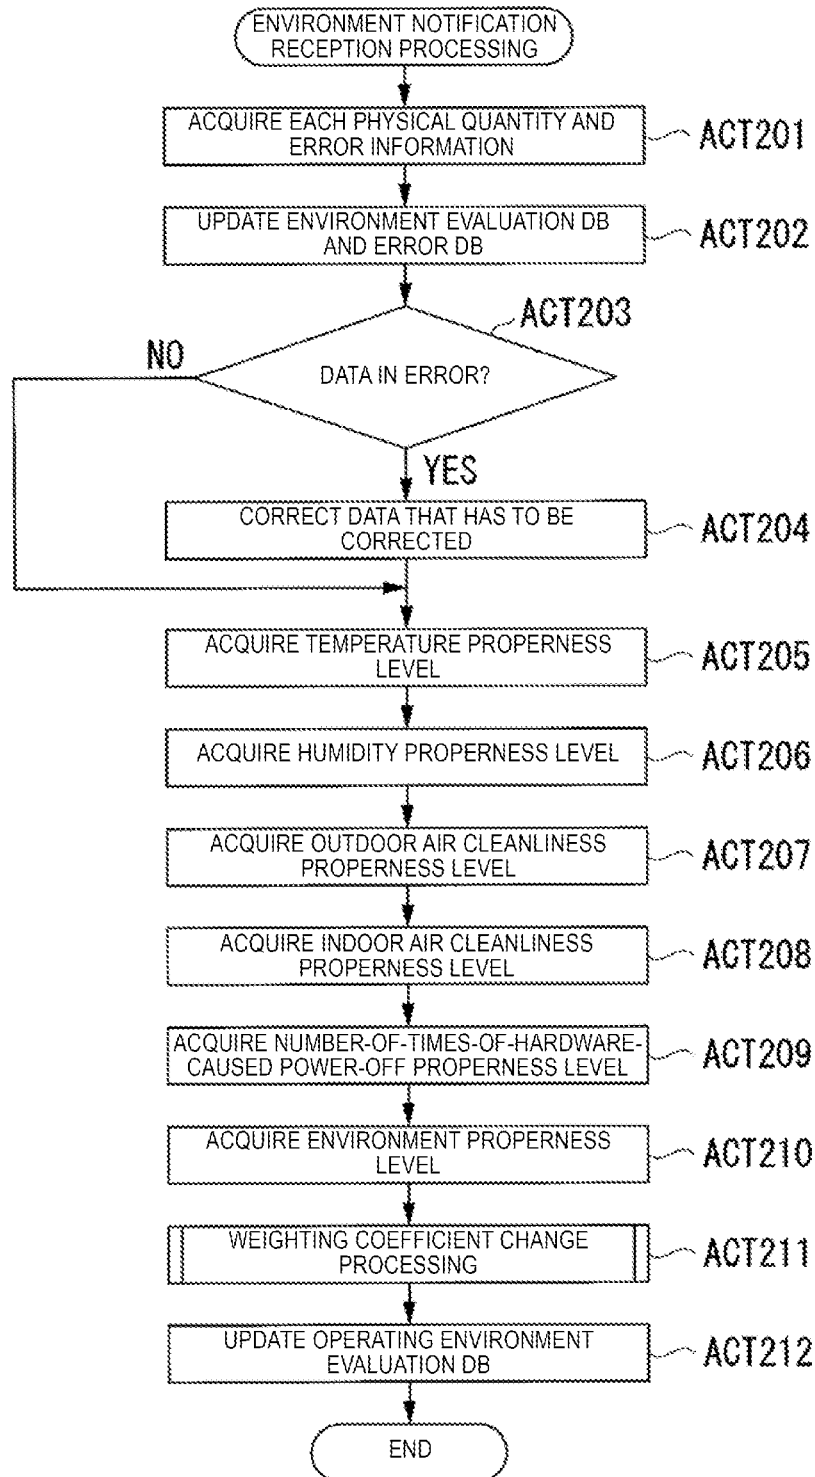 ENVIRONMENT NOTIFICATION
RECEPTION PROCESSING
ACQUIRE EACH PHYSICAL QUANTITY AND
ERROR INFORMATION
ACT201
UPDATE ENVIRONMENT EVALUATION DB
AND ERROR DB
ACT202
ACT203
NO
DATA IN ERROR?
YES
CORRECT DATA THAT HAS TO BE
CORRECTED
ACT204
ACQUIRE TEMPERATURE PROPERNESS
LEVEL
ACT205
ACQUIRE HUMIDITY PROPERNESS LEVEL
ACT206
ACQUIRE OUTDOOR AIR CLEANLINESS
PROPERNESS LEVEL
ACT207
ACQUIRE INDOOR AIR CLEANLINESS
PROPERNESS LEVEL
ACT208
ACQUIRE NUMBER-OF-TIMES-OF-HARDWARE-
CAUSED POWER-OFF PROPERNESS LEVEL
ACT209
ACQUIRE ENVIRONMENT PROPERNESS
LEVEL
ACT210
WEIGHTING COEFFICIENT CHANGE
PROCESSING
ACT211
UPDATE OPERATING ENVIRONMENT
EVALUATION DB
ACT212
END